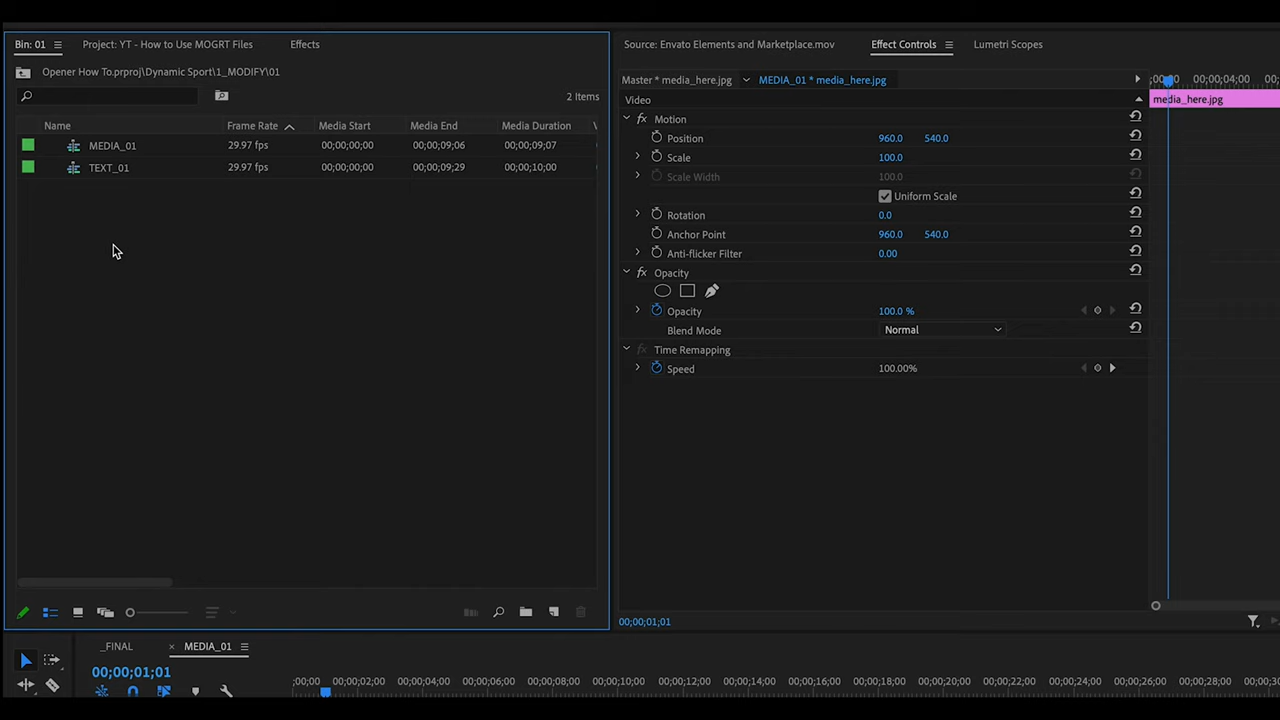 Bin: 01
Project: YT - How to Use MOGRT Files
Effects
Opener How To.prproj\Dynamic Sport\1_MODIFY\01
2 Items
Name Frame Rate Media Start Media End Media Duration V
MEDIA_01 29.97 fps 00;00;00;00 00;00;09;06 00;00;09;07
TEXT_01 29.97 fps 00;00;00;00 00;00;09;29 00;00;10;00
Source: Envato Elements and Marketplace.mov
Effect Controls
Lumetri Scopes
Master * media_here.jpg
MEDIA_01 * media_here.jpg
;00;00 00;00;04;00 00;
Video
media_here.jpg
fx Motion
Position 960.0 540.0
Scale 100.0
Scale Width 100.0
Uniform Scale
Rotation 0.0
Anchor Point 960.0 540.0
Anti-flicker Filter 0.00
fx Opacity
Opacity 100.0 %
Blend Mode Normal
fx Time Remapping
Speed 100.00%
00;00;01;01
_FINAL
× MEDIA_01
00;00;01;01
;00;00 00;00;02;00 00;00;04;00 00;00;06;00 00;00;08;00 00;00;10;00 00;00;12;00 00;00;14;00 00;00;16;00 00;00;18;00 00;00;20;00 00;00;22;00 00;00;24;00 00;00;26;00 00;00;28;00 00;00;30